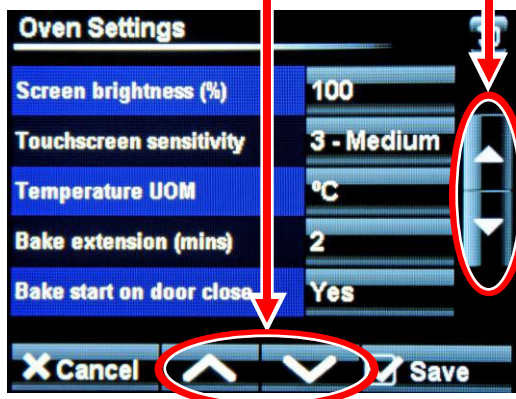 Oven Settings
Screen brightness (%) 100
Touchscreen sensitivity 3 - Medium
Temperature UOM ºC
Bake extension (mins) 2
Bake start on door close Yes
Cancel Save